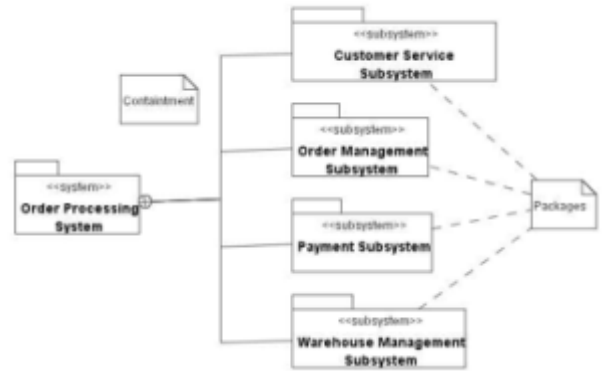 <<subsystem>>
Customer Service
Subsystem
Containtment
<<subsystem>>
Order Management
Subsystem
<<system>>
Order Processing
System
Packages
<<subsystem>>
Payment Subsystem
<<subsystem>>
Warehouse Management
Subsystem